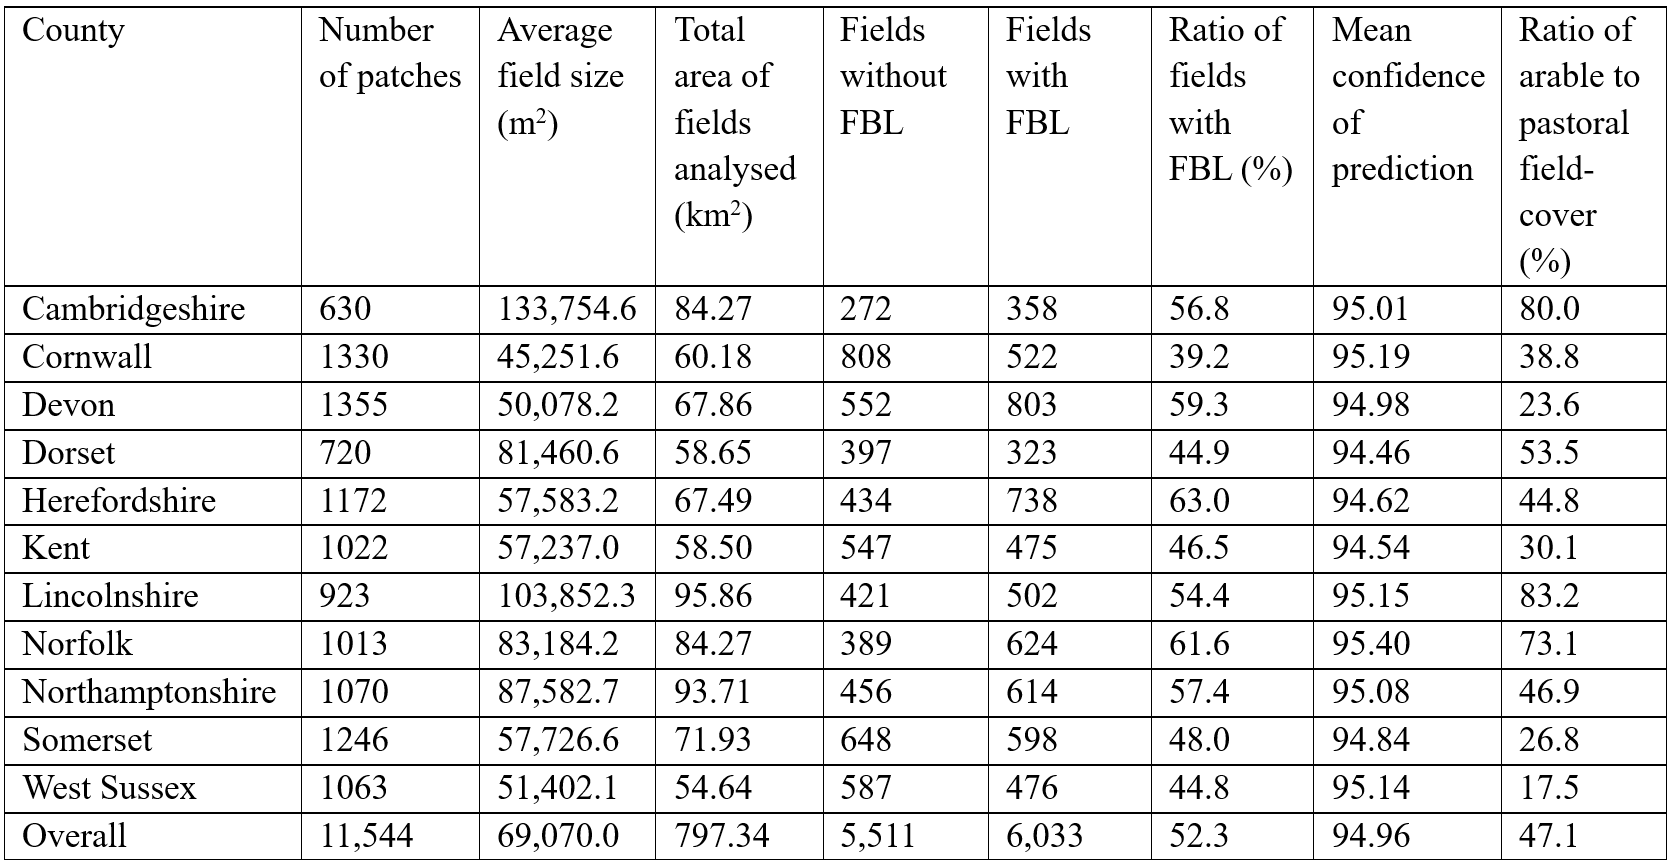 County Number of patches Average field size (m²) Total area of fields analysed (km²) Fields without FBL Fields with FBL Ratio of fields with FBL (%) Mean confidence of prediction Ratio of arable to pastoral field-cover (%)
Cambridgeshire 630 133,754.6 84.27 272 358 56.8 95.01 80.0
Cornwall 1330 45,251.6 60.18 808 522 39.2 95.19 38.8
Devon 1355 50,078.2 67.86 552 803 59.3 94.98 23.6
Dorset 720 81,460.6 58.65 397 323 44.9 94.46 53.5
Herefordshire 1172 57,583.2 67.49 434 738 63.0 94.62 44.8
Kent 1022 57,237.0 58.50 547 475 46.5 94.54 30.1
Lincolnshire 923 103,852.3 95.86 421 502 54.4 95.15 83.2
Norfolk 1013 83,184.2 84.27 389 624 61.6 95.40 73.1
Northamptonshire 1070 87,582.7 93.71 456 614 57.4 95.08 46.9
Somerset 1246 57,726.6 71.93 648 598 48.0 94.84 26.8
West Sussex 1063 51,402.1 54.64 587 476 44.8 95.14 17.5
Overall 11,544 69,070.0 797.34 5,511 6,033 52.3 94.96 47.1